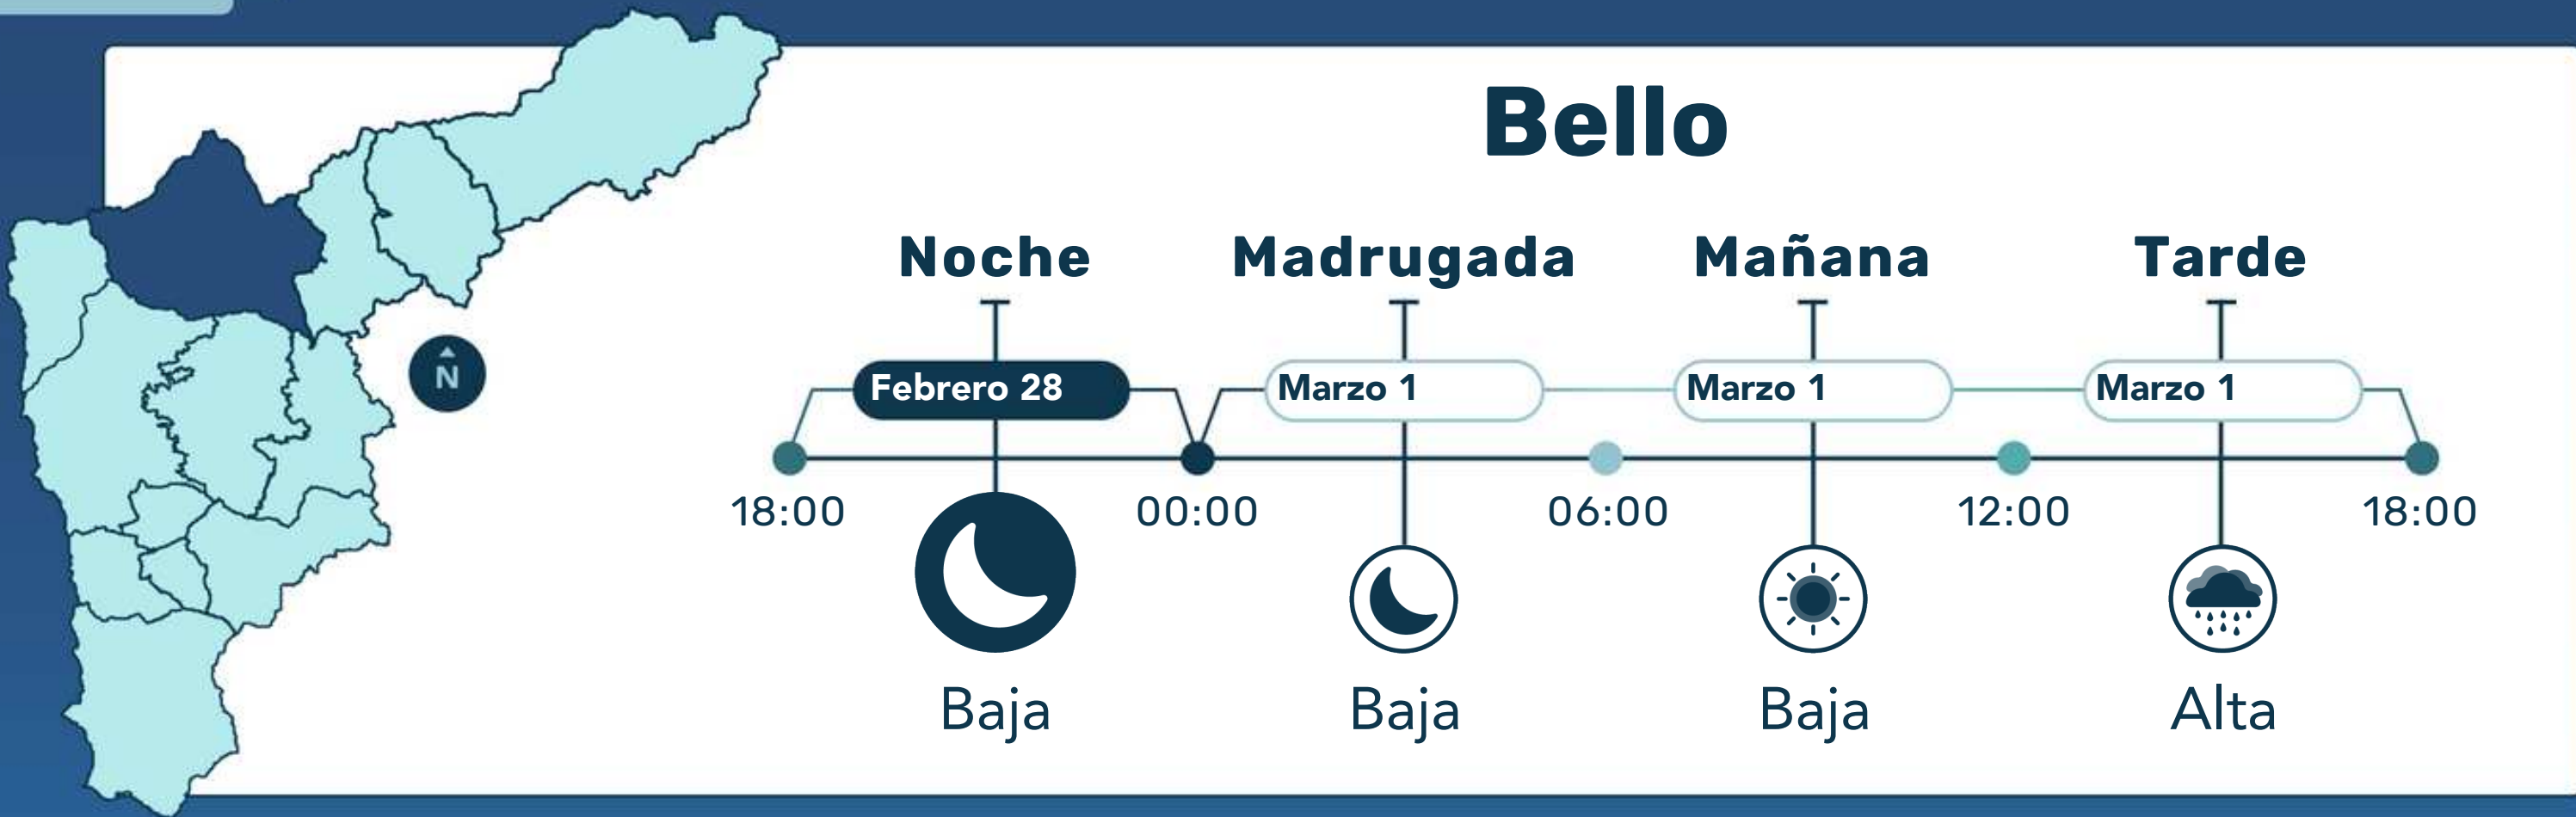 Bello
Noche Madrugada Mañana Tarde
Febrero 28 Marzo 1 Marzo 1 Marzo 1
N
18:00 00:00 06:00 12:00 18:00
Baja Baja Baja Alta